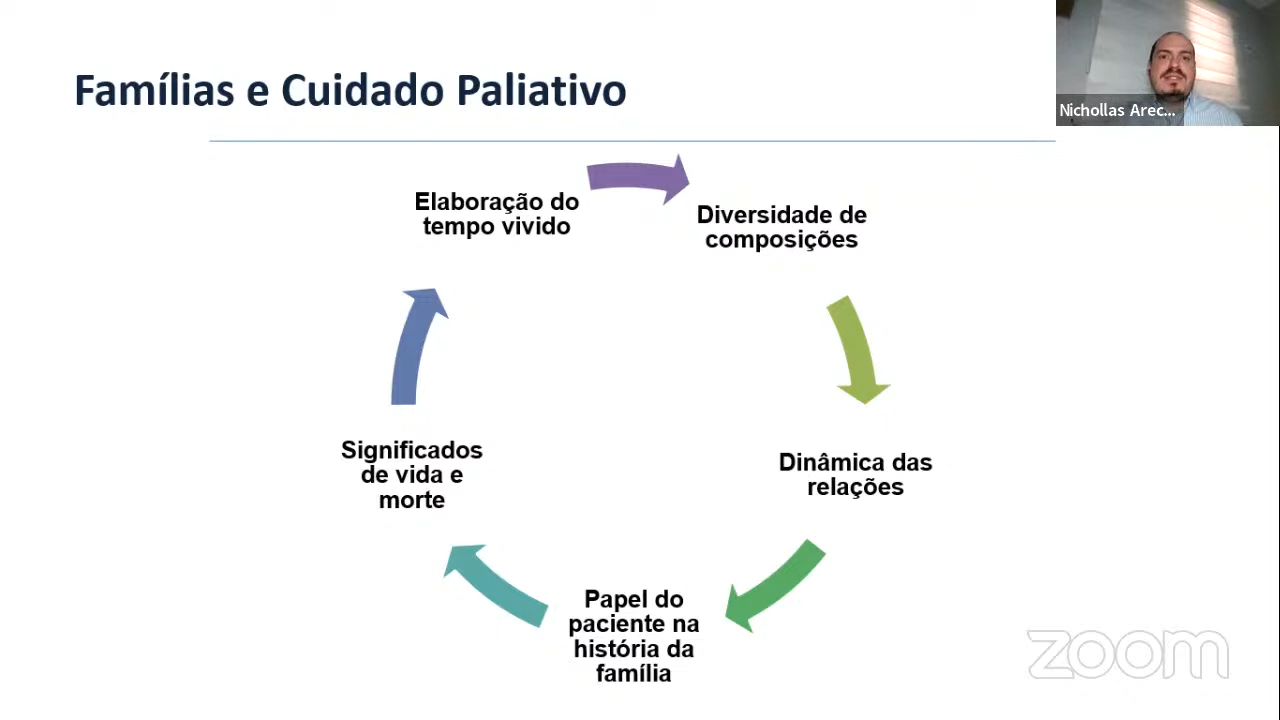 Famílias e Cuidado Paliativo
Nichollas Arec...
Elaboração do
tempo vivido
Diversidade de
composições
Dinâmica das
relações
Papel do
paciente na
história da
família
Significados
de vida e
morte
zoom